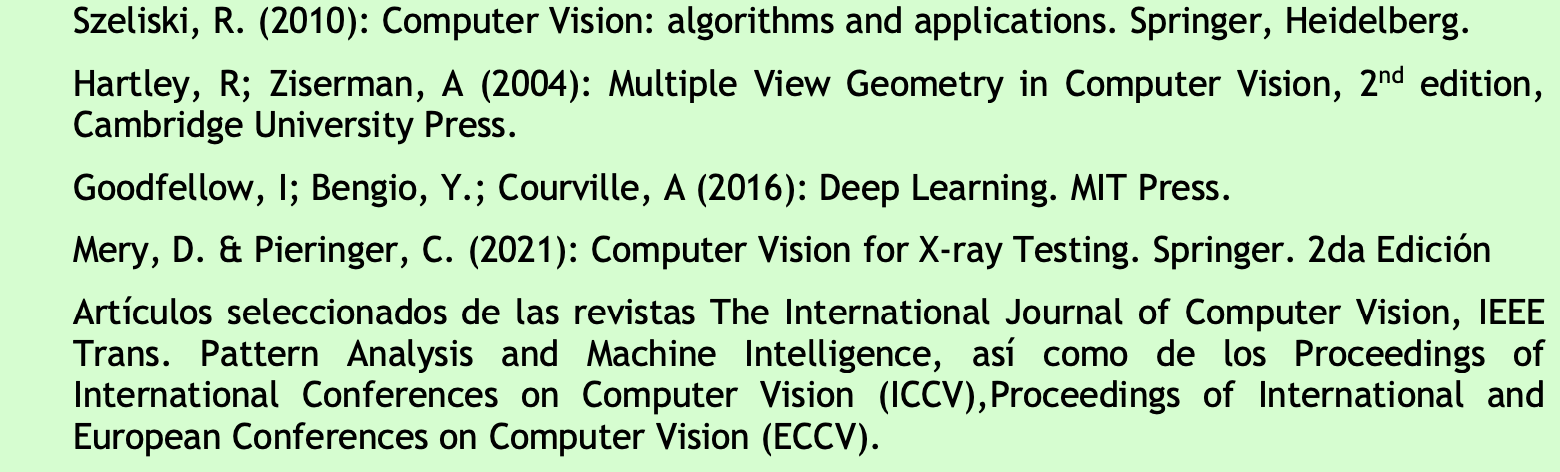 Szeliski, R. (2010): Computer Vision: algorithms and applications. Springer, Heidelberg.
Hartley, R; Ziserman, A (2004): Multiple View Geometry in Computer Vision, 2nd edition,
Cambridge University Press.
Goodfellow, I; Bengio, Y.; Courville, A (2016): Deep Learning. MIT Press.
Mery, D. & Pieringer, C. (2021): Computer Vision for X-ray Testing. Springer. 2da Edición
Artículos seleccionados de las revistas The International Journal of Computer Vision, IEEE
Trans. Pattern Analysis and Machine Intelligence, así como de los Proceedings of
International Conferences on Computer Vision (ICCV),Proceedings of International and
European Conferences on Computer Vision (ECCV).